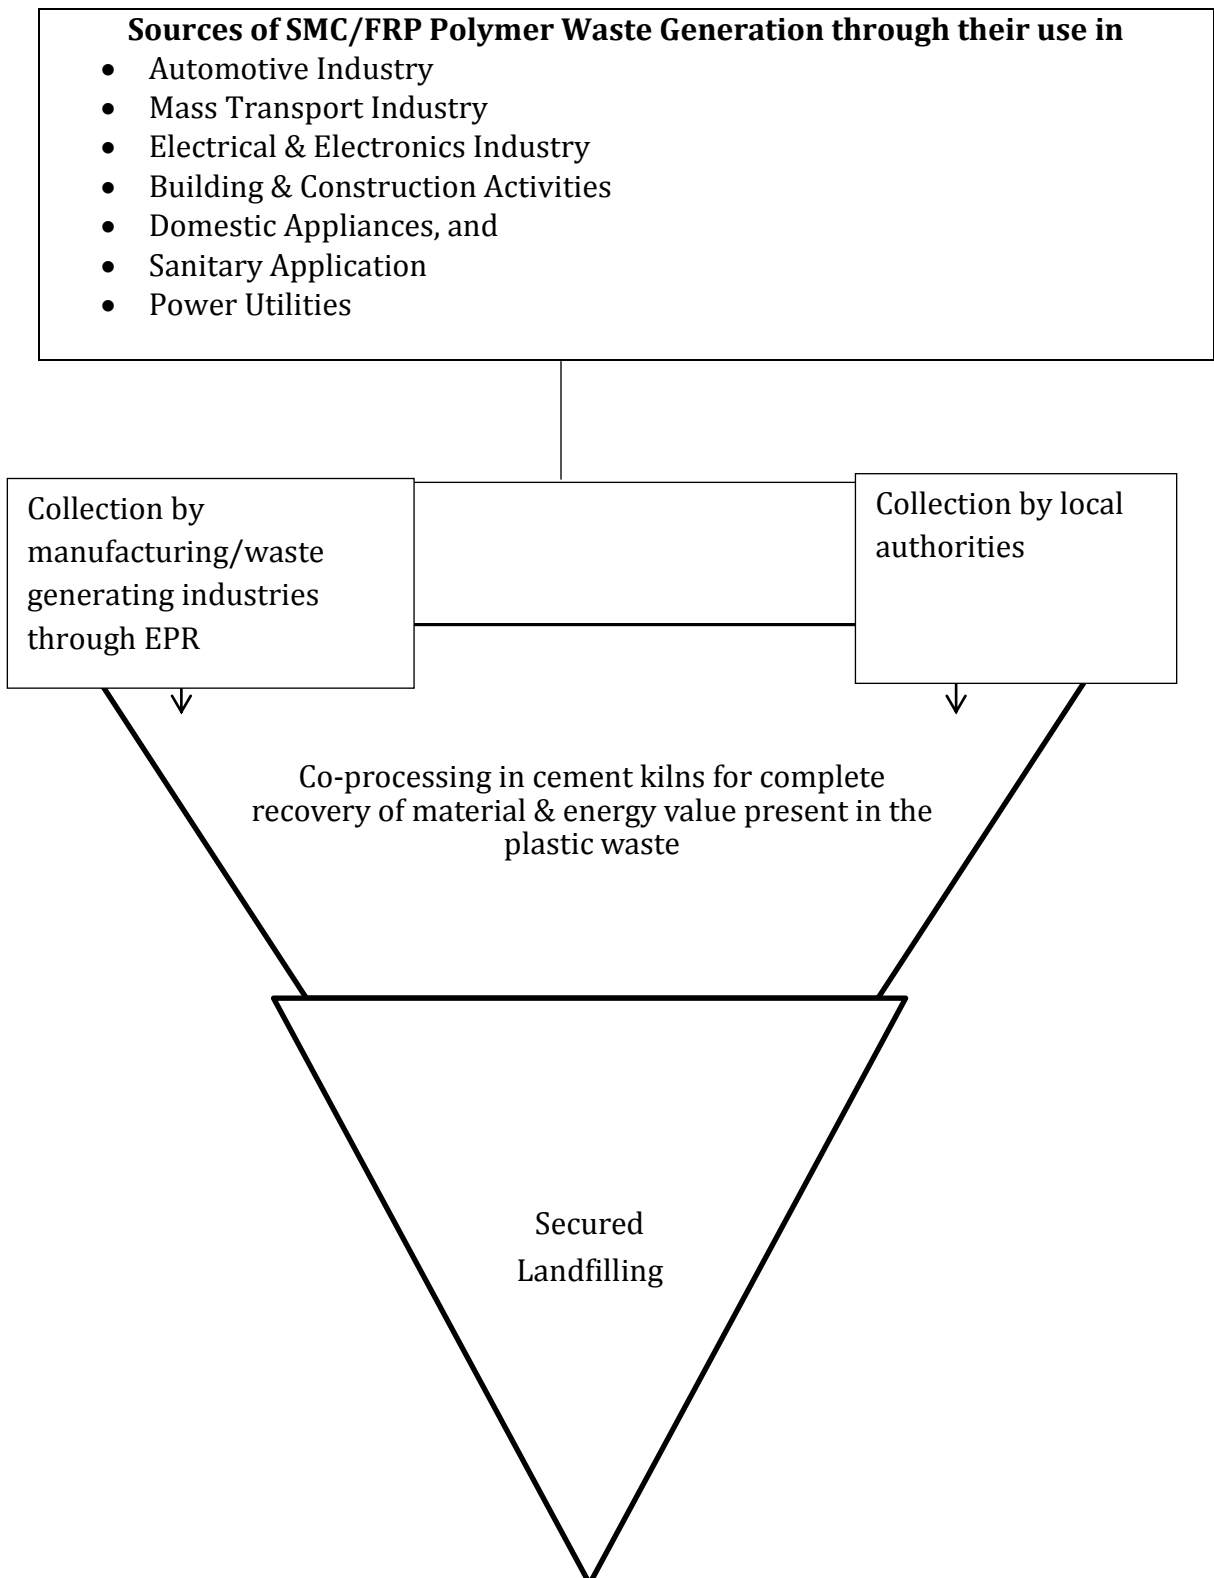 Sources of SMC/FRP Polymer Waste Generation through their use in
• Automotive Industry
• Mass Transport Industry
• Electrical & Electronics Industry
• Building & Construction Activities
• Domestic Appliances, and
• Sanitary Application
• Power Utilities
Collection by
manufacturing/waste
generating industries
through EPR
Collection by local
authorities
Co-processing in cement kilns for complete
recovery of material & energy value present in the
plastic waste
Secured
Landfilling